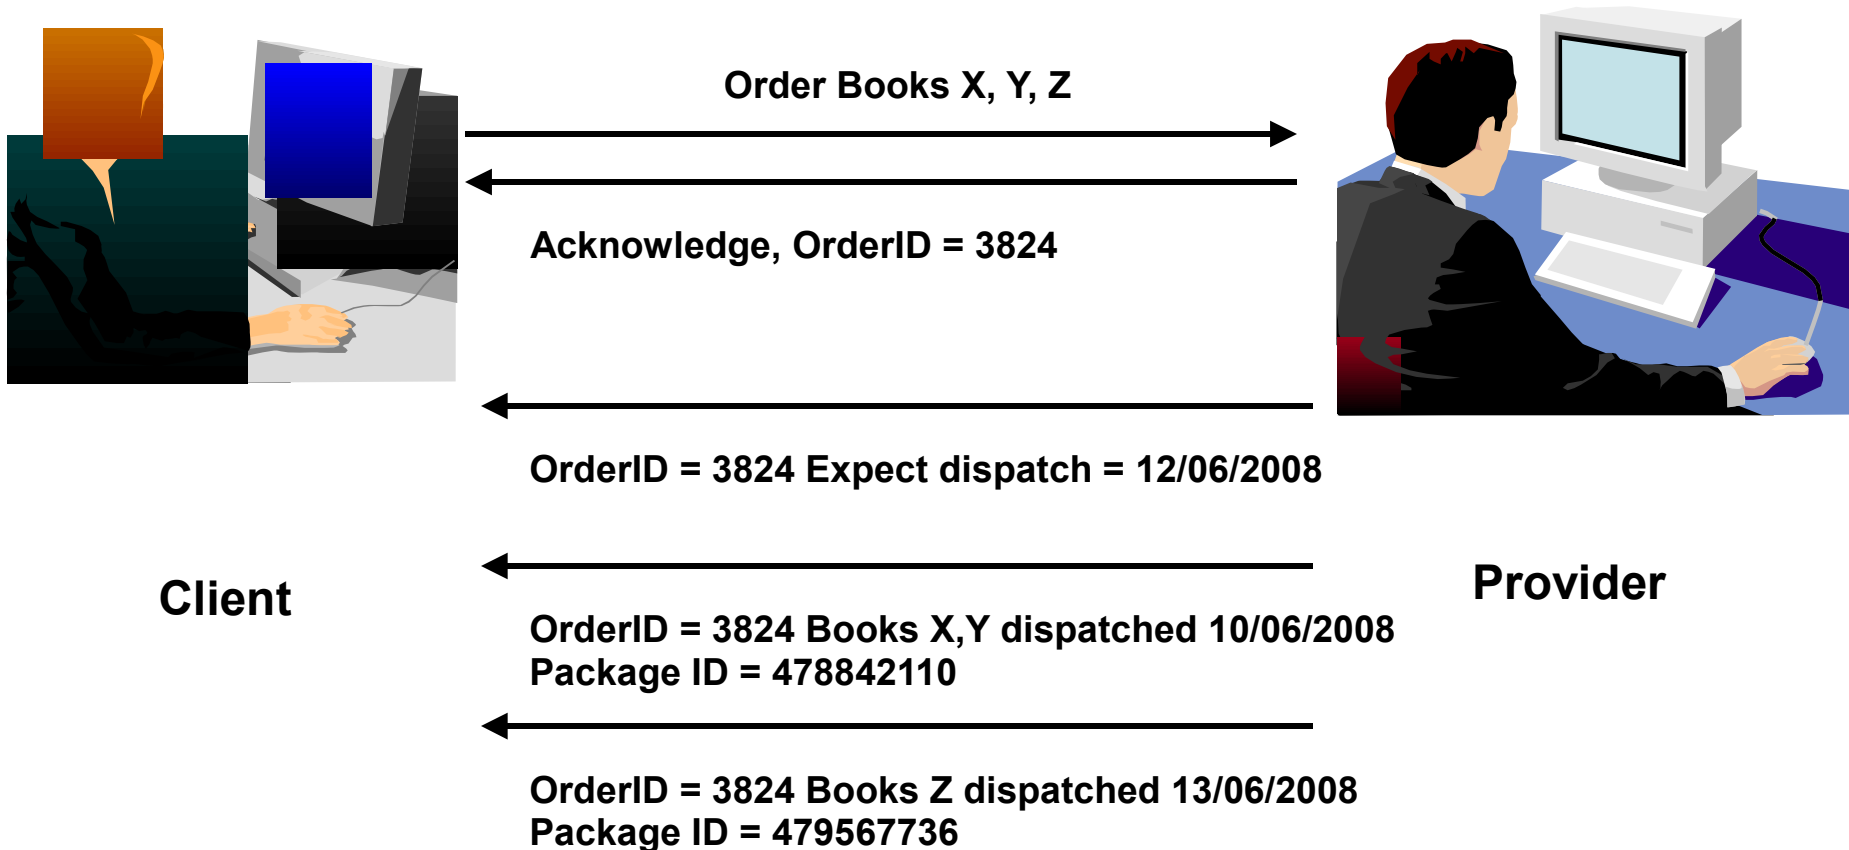 Order Books X, Y, Z
Acknowledge, OrderID = 3824
OrderID = 3824 Expect dispatch = 12/06/2008
Client
Provider
OrderID = 3824 Books X,Y dispatched 10/06/2008
Package ID = 478842110
OrderID = 3824 Books Z dispatched 13/06/2008
Package ID = 479567736